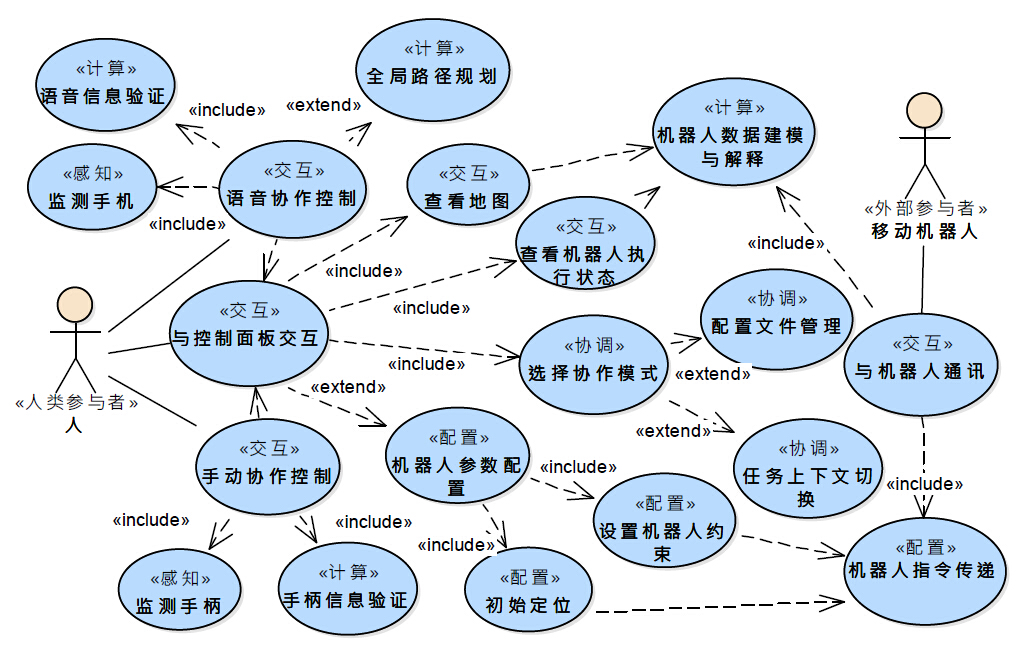 «计算»
语音信息验证
«include»
«计算»
全局路径规划
«extend»
«感知»
监测手机
«include»
«交互»
语音协作控制
«交互»
查看地图
«include»
«计算»
机器人数据建模
与解释
«交互»
查看机器人执
行状态
«include»
«include»
«外部参与者»
移动机器人
«交互»
与控制面板交互
«include»
«协调»
选择协作模式
«协调»
配置文件管理
«extend»
«交互»
与机器人通讯
«人类参与者»
人
«extend»
«extend»
«交互»
手动协作控制
«配置»
机器人参数配
置
«include»
«协调»
任务上下文切
换
«include»
«include»
«include»
«include»
«配置»
设置机器人约
束
«感知»
监测手柄
«计算»
手柄信息验证
«配置»
初始定位
«配置»
机器人指令传递